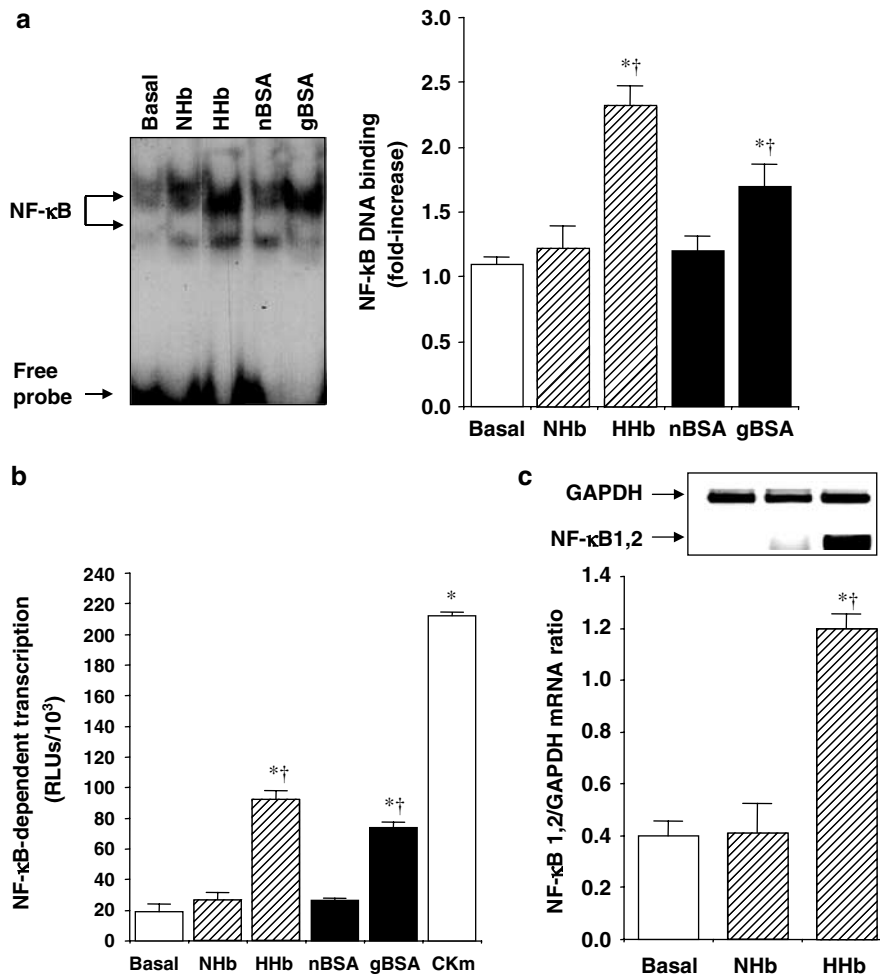 a
Basal NHb HHb nBSA gBSA
NF-κB
Free
probe
NF-kB DNA binding
(fold-increase)
3.0
2.5
2.0
1.5
1.0
0.5
0.0
*†
*†
Basal NHb HHb nBSA gBSA
b
NF-κB-dependent transcription
(RLUs/10³)
240
220
200
180
160
140
120
100
80
60
40
20
0
*†
*†
*
Basal NHb HHb nBSA gBSA CKm
c
GAPDH
NF-κB1,2
NF-κB 1,2/GAPDH mRNA ratio
1.4
1.2
1.0
0.8
0.6
0.4
0.2
0.0
*†
Basal NHb HHb